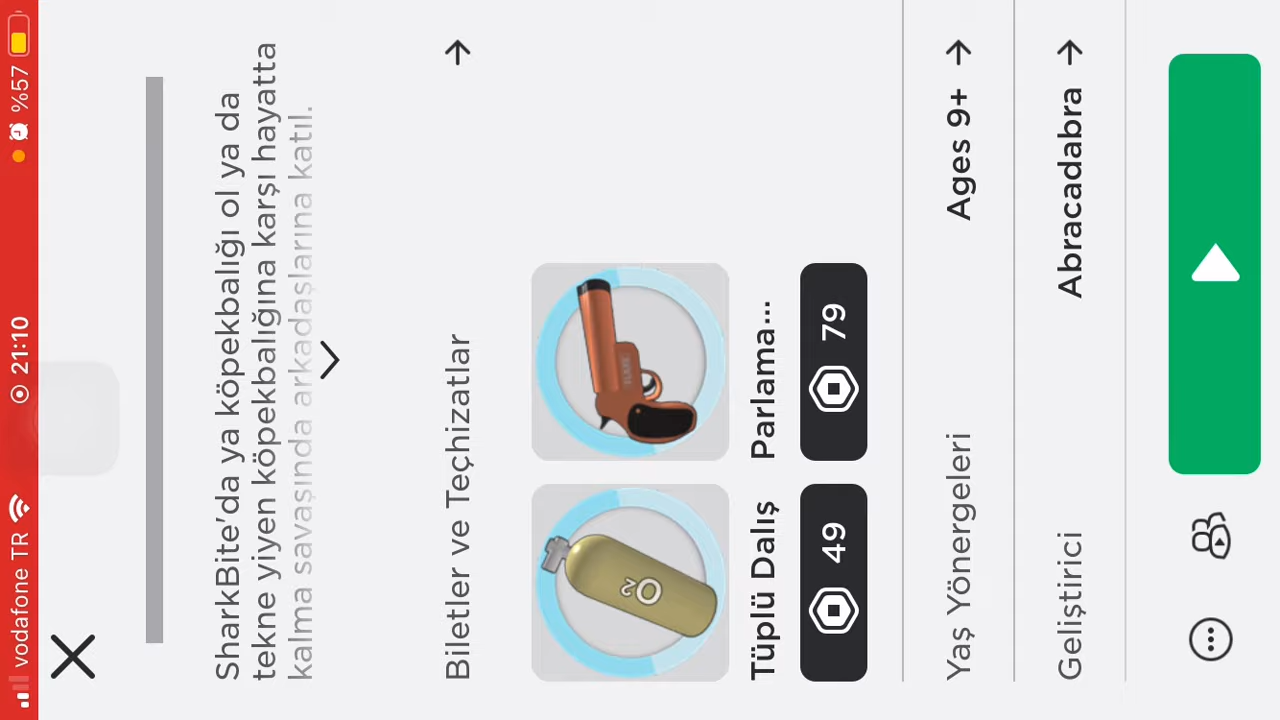 vodafone TR 21:10 %57
SharkBite'da ya köpekbalığı ol ya da
tekne yiyen köpekbalığına karşı hayatta
kalma savaşında arkadaşlarına katıl.
Biletler ve Teçhizatlar
O2
FLARE
Tüplü Dalış Parlama...
49 79
Yaş Yönergeleri Ages 9+
Geliştirici Abracadabra